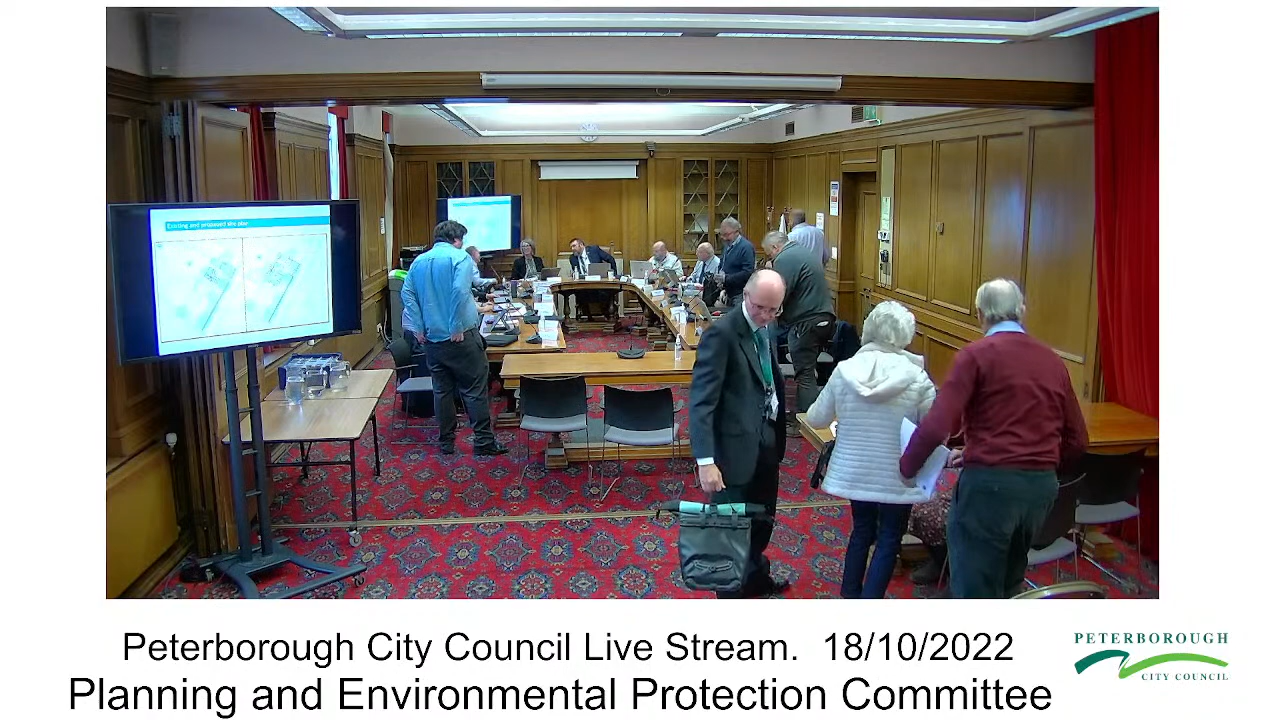 Existing and proposed site plan
Peterborough City Council Live Stream. 18/10/2022
Planning and Environmental Protection Committee
PETERBOROUGH
CITY COUNCIL